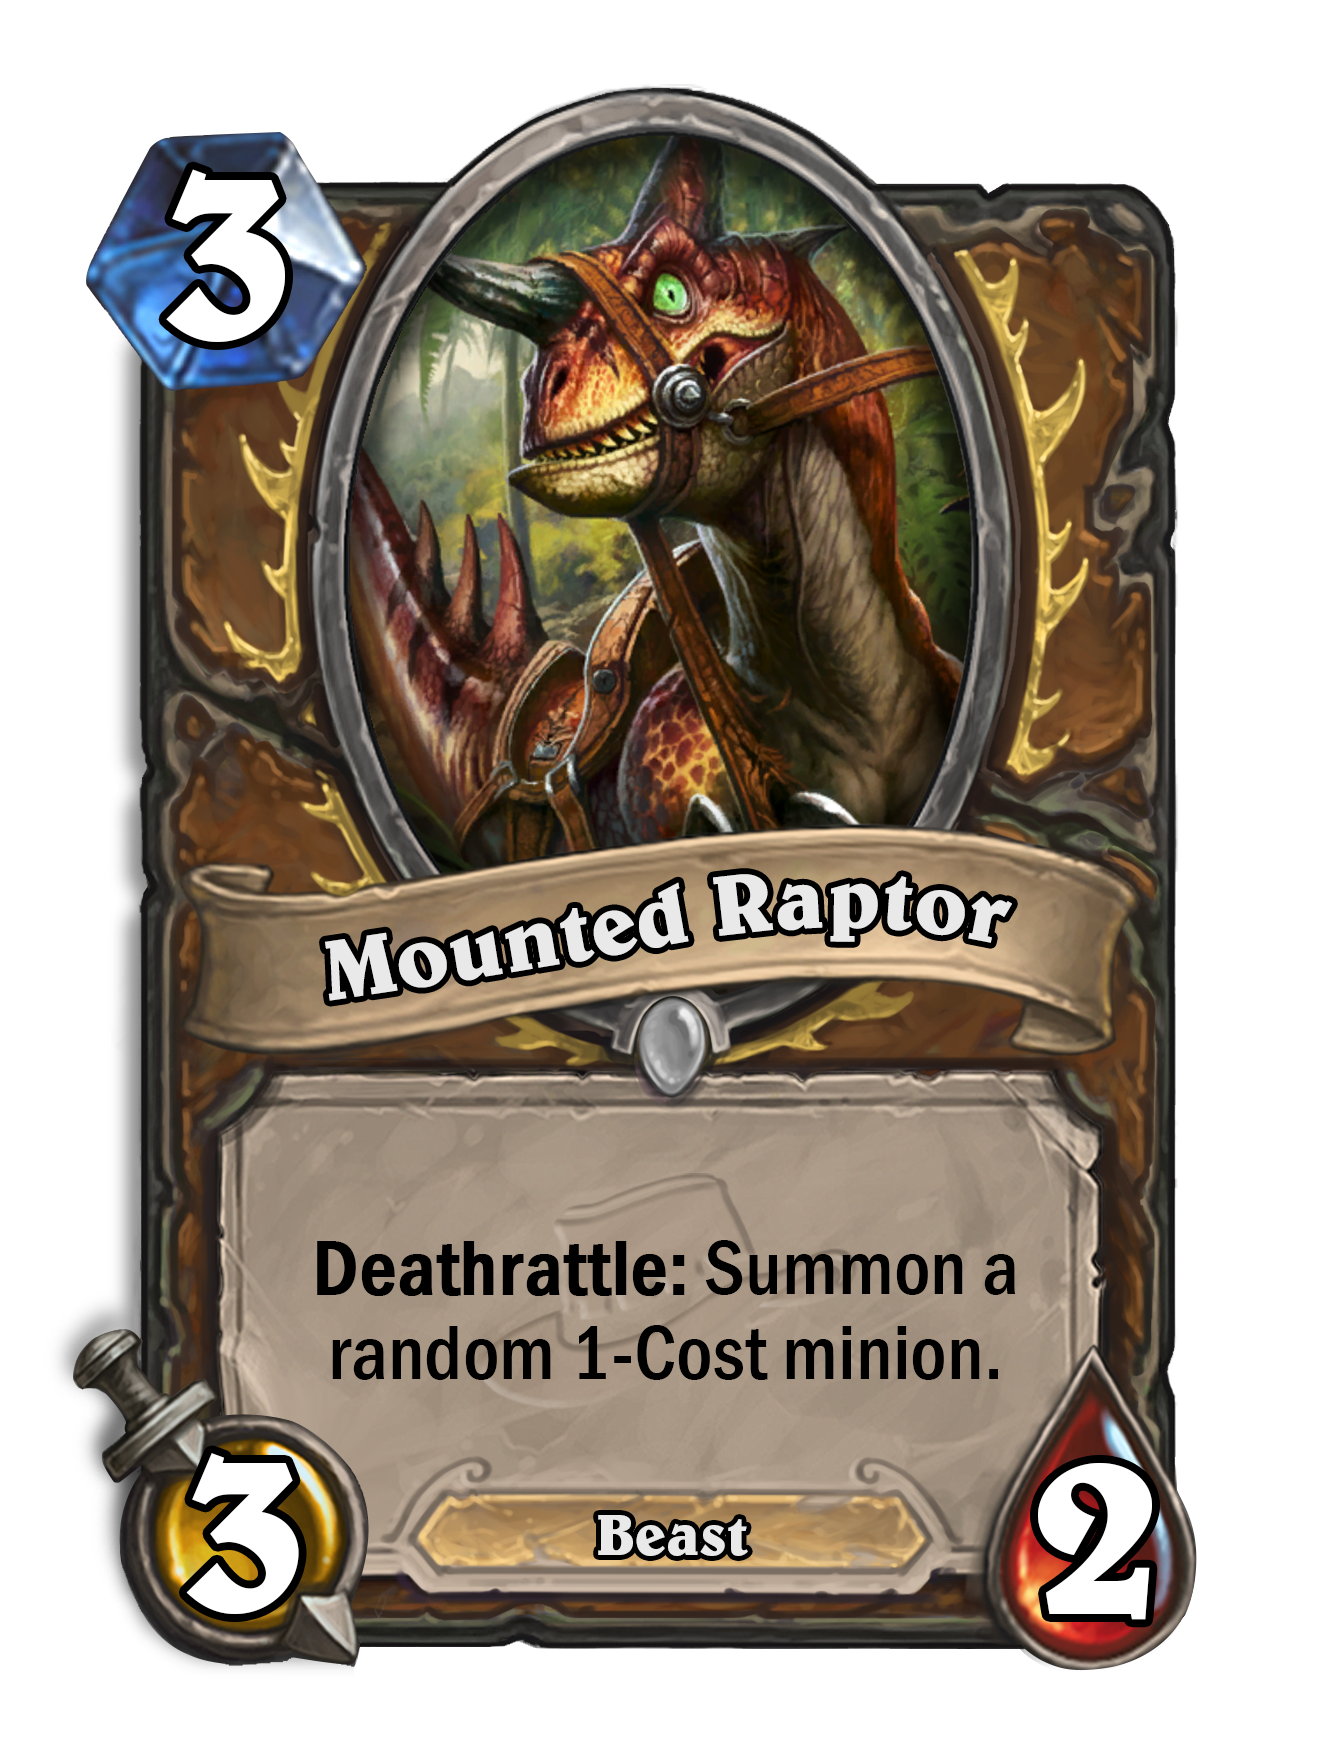 3
Mounted Raptor
Deathrattle: Summon a
random 1-Cost minion.
3
Beast
2